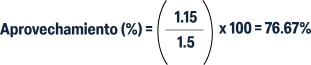 Aprovechamiento (%) = ( 1.15 / 1.5 ) x 100 = 76.67%